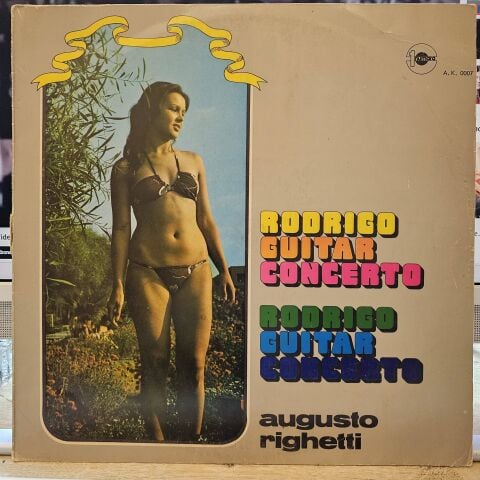 A.K. 0007
RODRIGO
GUITAR
CONCERTO
RODRIGO
GUITAR
CONCERTO
augusto
righetti